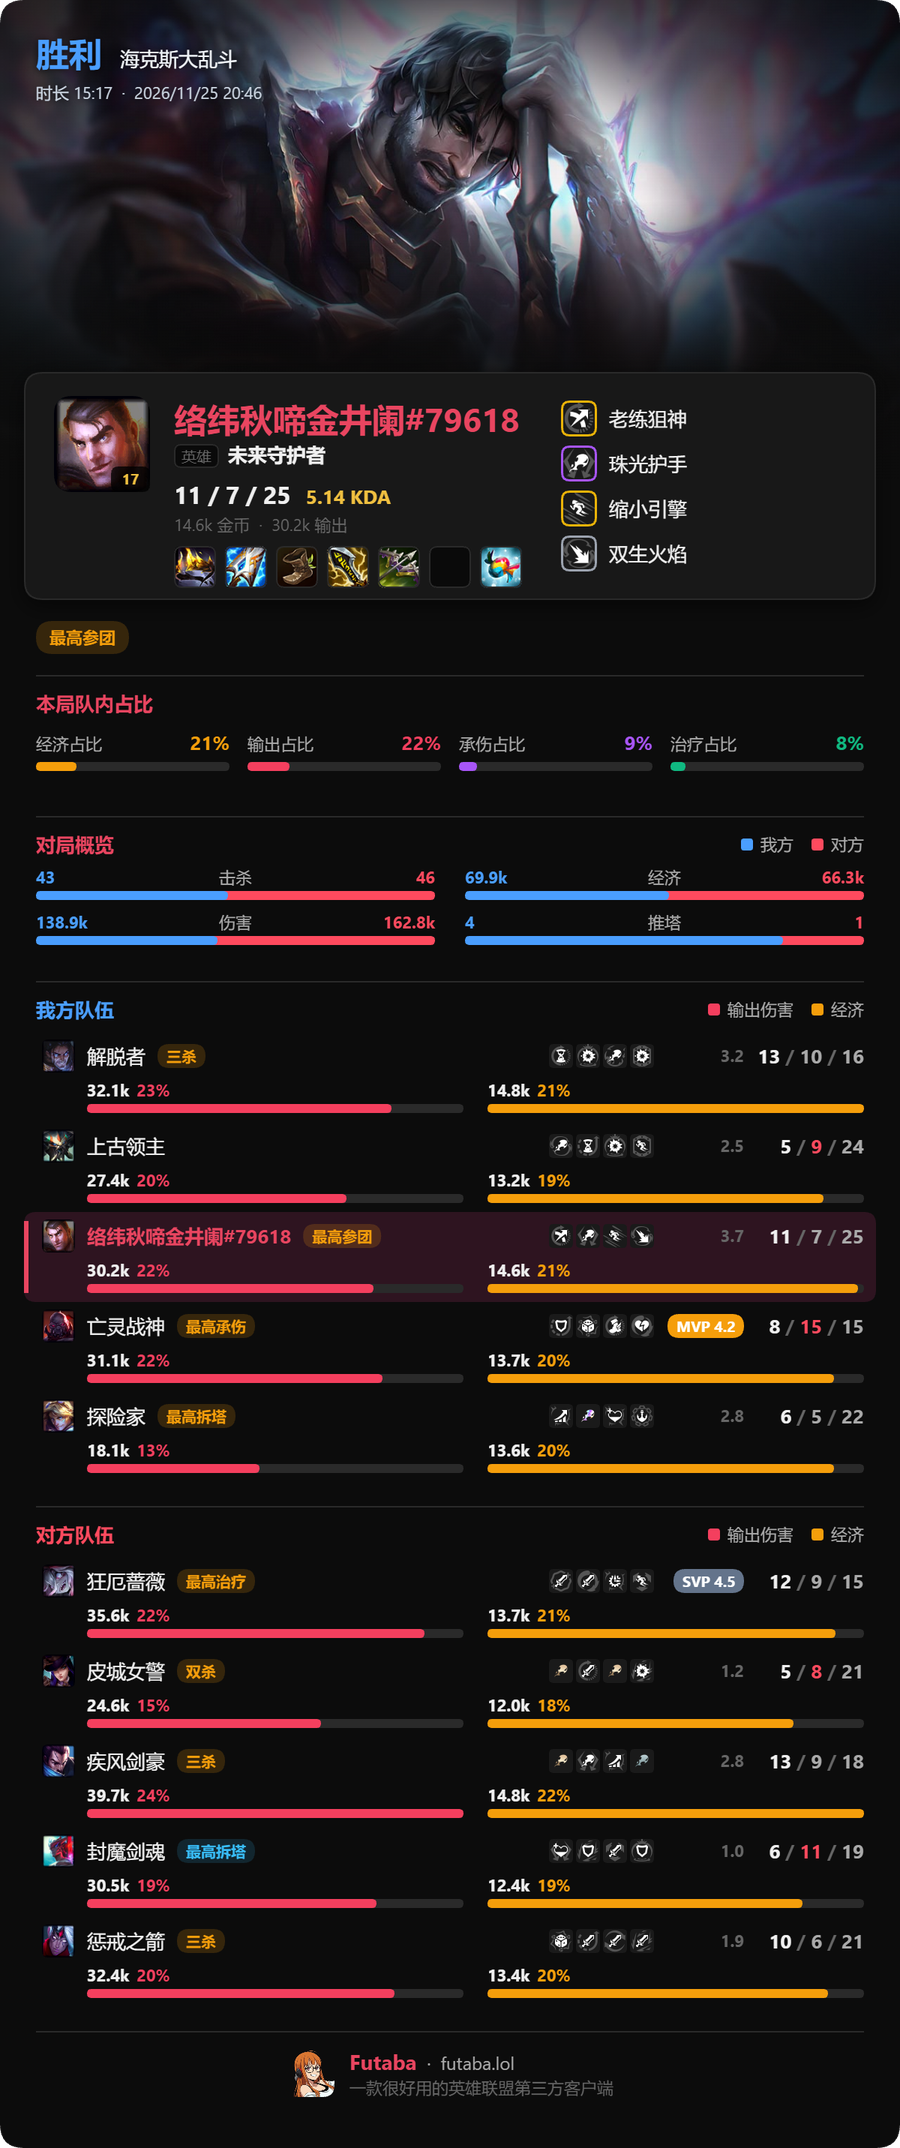 胜利 海克斯大乱斗
时长 15:17 · 2026/11/25 20:46
17
络纬秋啼金井阑#79618
英雄 未来守护者
11 / 7 / 25 5.14 KDA
14.6k 金币 · 30.2k 输出
老练狙神
珠光护手
缩小引擎
双生火焰
最高参团
本局队内占比
经济占比 21% 输出占比 22% 承伤占比 9% 治疗占比 8%
对局概览 我方 对方
43 击杀 46 69.9k 经济 66.3k
138.9k 伤害 162.8k 4 推塔 1
我方队伍 输出伤害 经济
解脱者 三杀 3.2 13 / 10 / 16
32.1k 23% 14.8k 21%
上古领主 2.5 5 / 9 / 24
27.4k 20% 13.2k 19%
络纬秋啼金井阑#79618 最高参团 3.7 11 / 7 / 25
30.2k 22% 14.6k 21%
亡灵战神 最高承伤 MVP 4.2 8 / 15 / 15
31.1k 22% 13.7k 20%
探险家 最高拆塔 2.8 6 / 5 / 22
18.1k 13% 13.6k 20%
对方队伍 输出伤害 经济
狂厄蔷薇 最高治疗 SVP 4.5 12 / 9 / 15
35.6k 22% 13.7k 21%
皮城女警 双杀 1.2 5 / 8 / 21
24.6k 15% 12.0k 18%
疾风剑豪 三杀 2.8 13 / 9 / 18
39.7k 24% 14.8k 22%
封魔剑魂 最高拆塔 1.0 6 / 11 / 19
30.5k 19% 12.4k 19%
惩戒之箭 三杀 1.9 10 / 6 / 21
32.4k 20% 13.4k 20%
Futaba · futaba.lol
一款很好用的英雄联盟第三方客户端